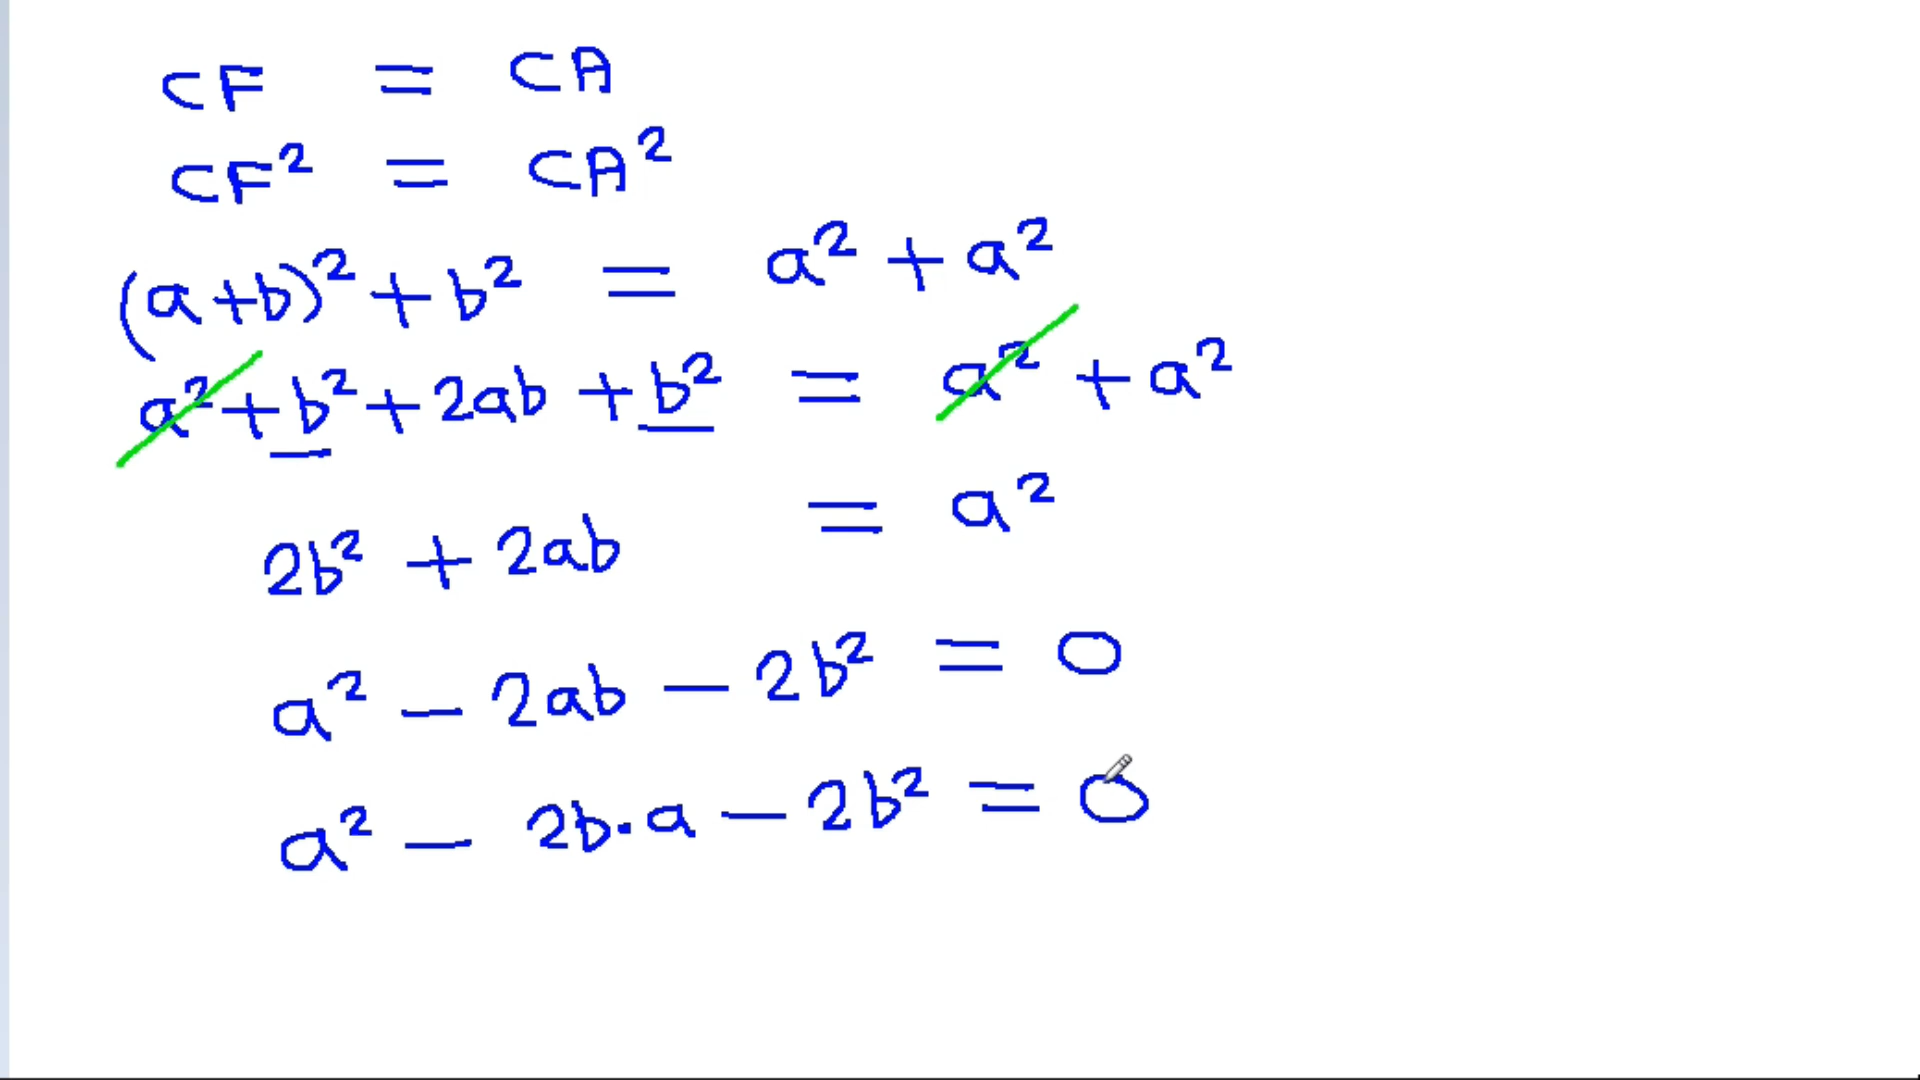 CF = CA
CF² = CA²
(a+b)² + b² = a² + a²
a² + b² + 2ab + b² = a² + a²
2b² + 2ab = a²
a² − 2ab − 2b² = 0
a² − 2b·a − 2b² = 0